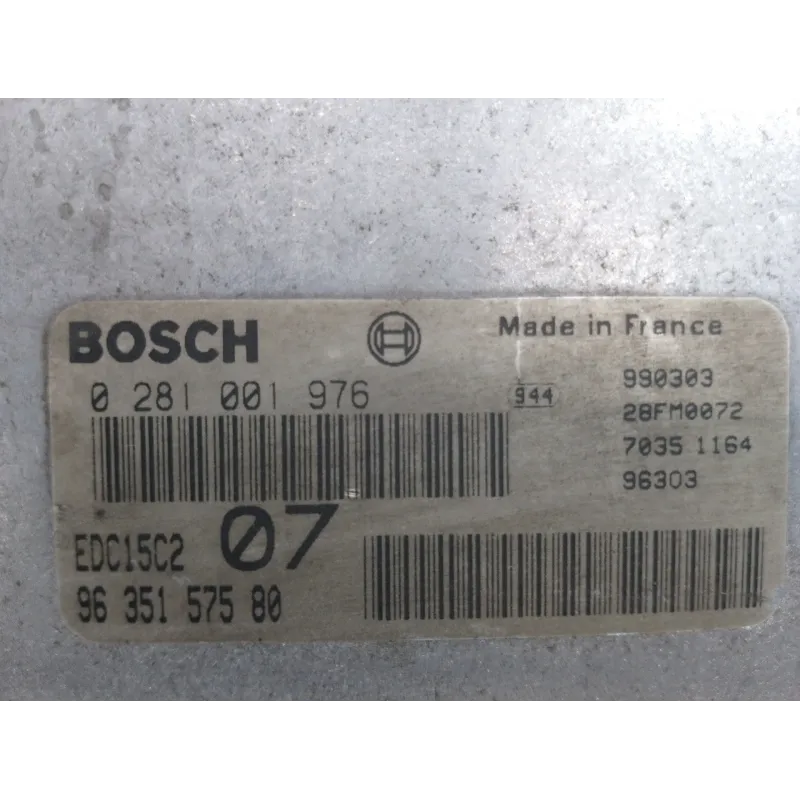 BOSCH
Made in France
0 281 001 976
944
990303
28FM0072
7035 1164
96303
EDC15C2
07
96 351 575 80